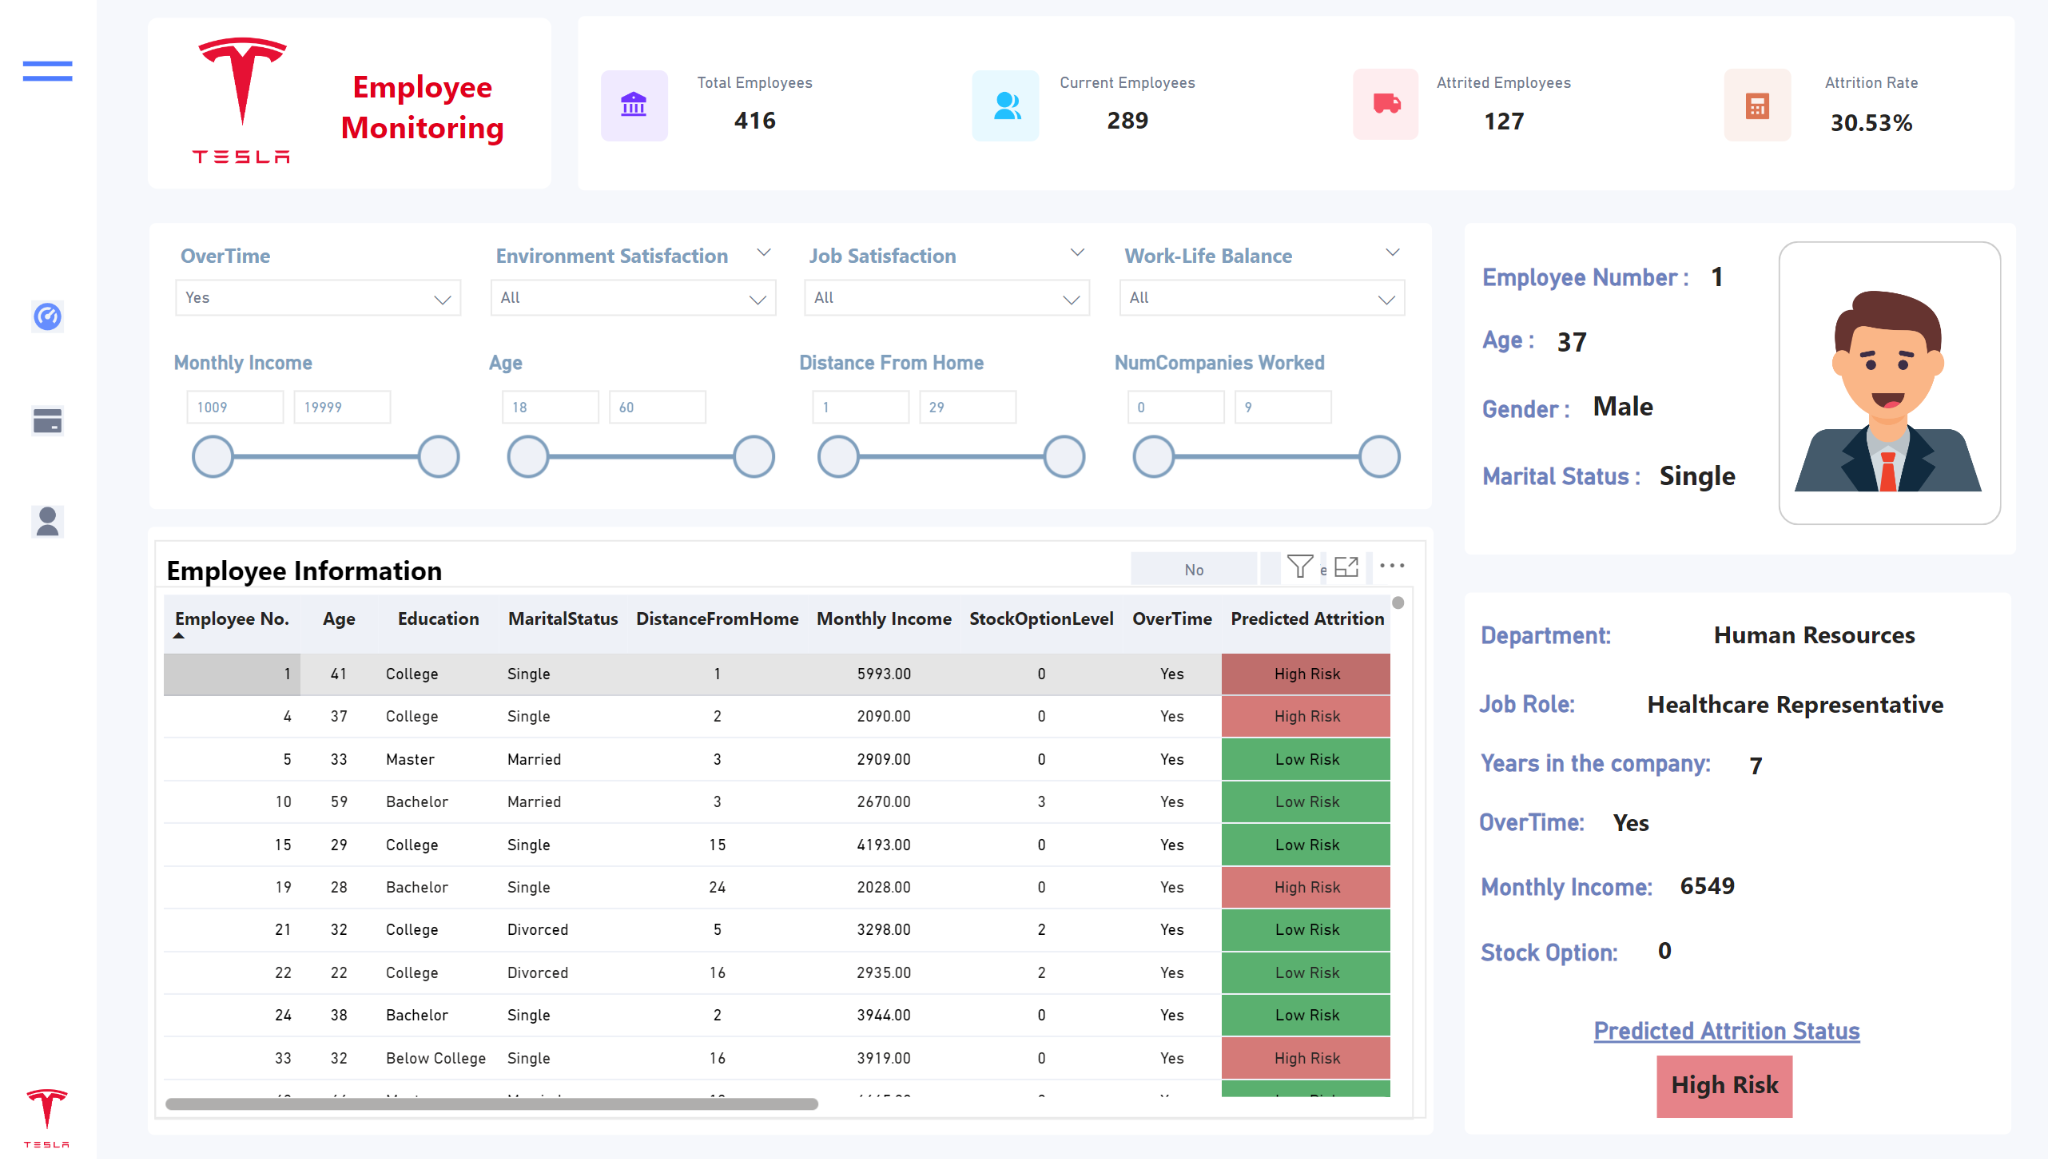 TESLA
Employee
Monitoring
Total Employees
416
Current Employees
289
Attrited Employees
127
Attrition Rate
30.53%
OverTime
Yes
Environment Satisfaction
All
Job Satisfaction
All
Work-Life Balance
All
Monthly Income
1009 19999
Age
18 60
Distance From Home
1 29
NumCompanies Worked
0 9
Employee Information
No
Employee No. Age Education MaritalStatus DistanceFromHome Monthly Income StockOptionLevel OverTime Predicted Attrition
1 41 College Single 1 5993.00 0 Yes High Risk
4 37 College Single 2 2090.00 0 Yes High Risk
5 33 Master Married 3 2909.00 0 Yes Low Risk
10 59 Bachelor Married 3 2670.00 3 Yes Low Risk
15 29 College Single 15 4193.00 0 Yes Low Risk
19 28 Bachelor Single 24 2028.00 0 Yes High Risk
21 32 College Divorced 5 3298.00 2 Yes Low Risk
22 22 College Divorced 16 2935.00 2 Yes Low Risk
24 38 Bachelor Single 2 3944.00 0 Yes Low Risk
33 32 Below College Single 16 3919.00 0 Yes High Risk
Employee Number : 1
Age : 37
Gender : Male
Marital Status : Single
Department: Human Resources
Job Role: Healthcare Representative
Years in the company: 7
OverTime: Yes
Monthly Income: 6549
Stock Option: 0
Predicted Attrition Status
High Risk
TESLA